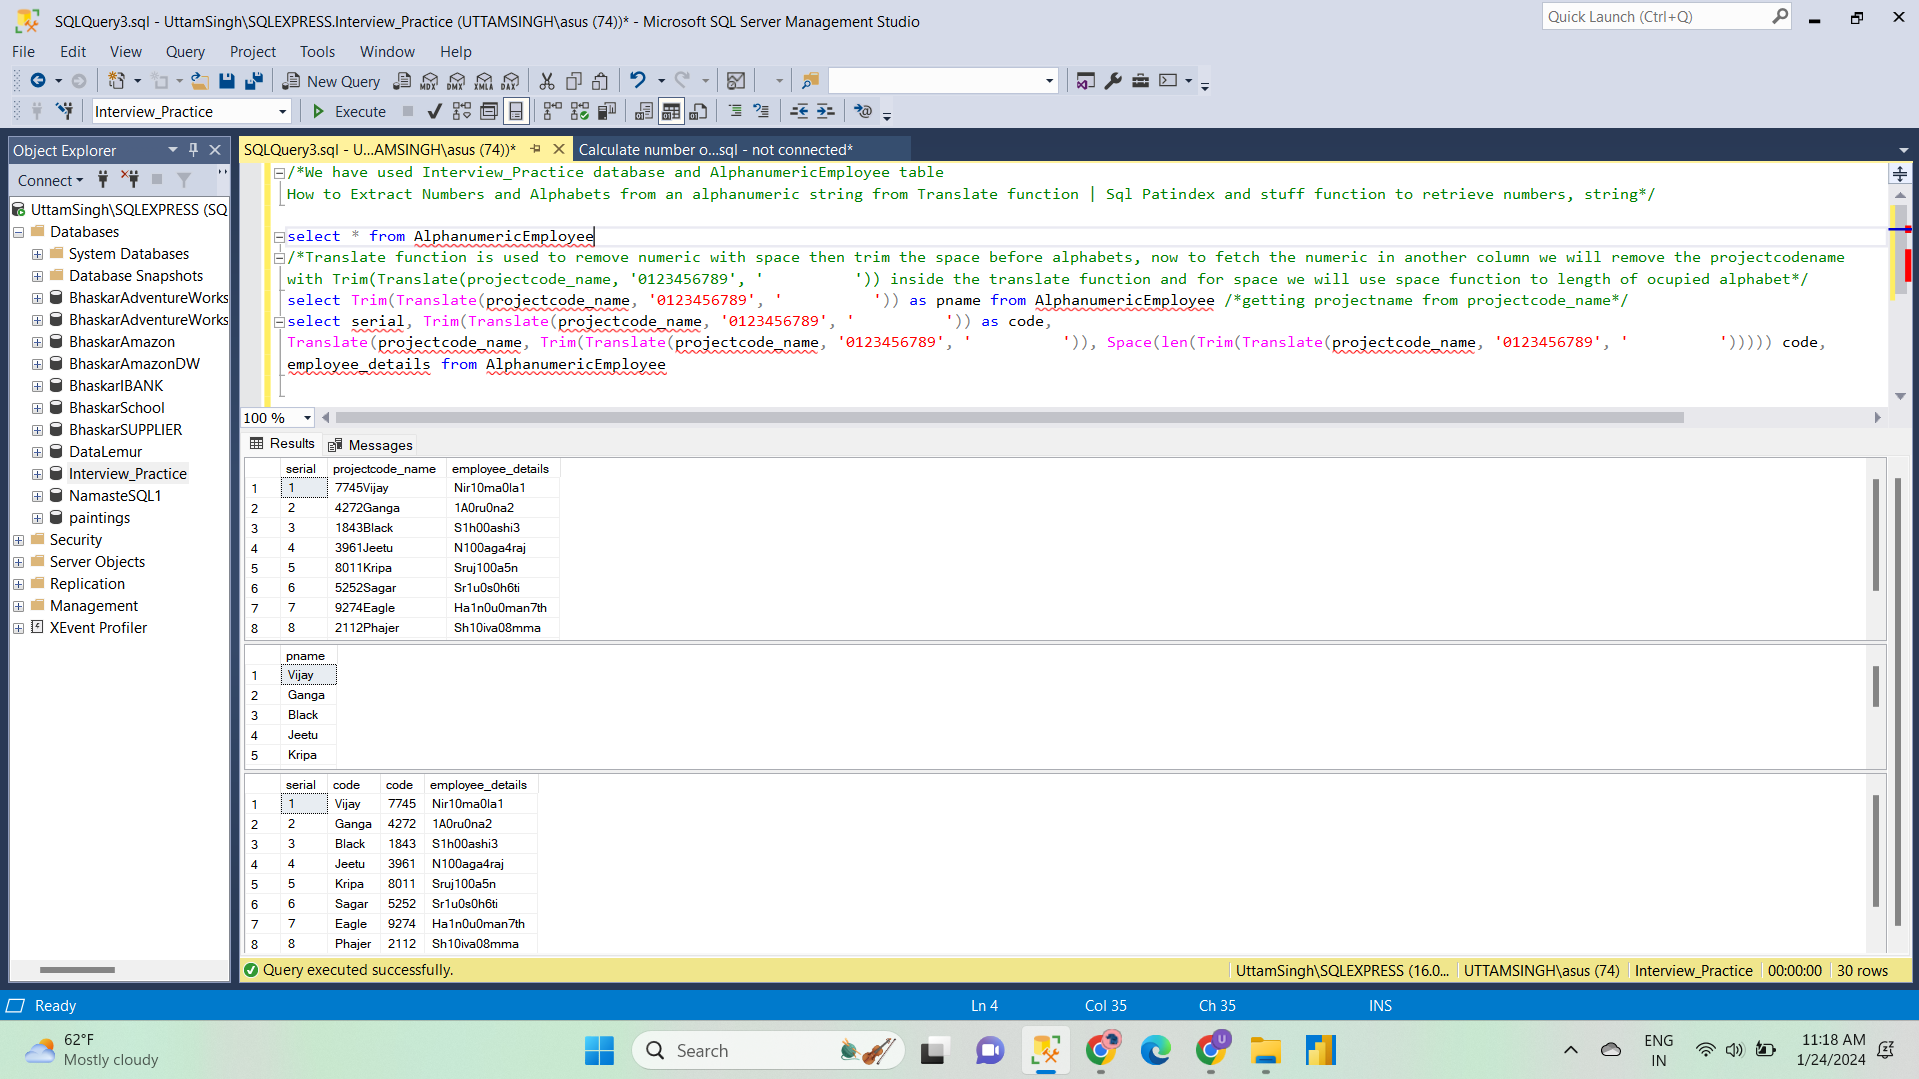 SQLQuery3.sql - UttamSingh\SQLEXPRESS.Interview_Practice (UTTAMSINGH\asus (74))* - Microsoft SQL Server Management Studio
Quick Launch (Ctrl+Q)
File Edit View Query Project Tools Window Help
New Query MDX DMX XMLA DAX
Interview_Practice Execute
Object Explorer
SQLQuery3.sql - U...AMSINGH\asus (74))* Calculate number o...sql - not connected*
Connect
UttamSingh\SQLEXPRESS (SQ
Databases
System Databases
Database Snapshots
BhaskarAdventureWorks
BhaskarAdventureWorks
BhaskarAmazon
BhaskarAmazonDW
BhaskarIBANK
BhaskarSchool
BhaskarSUPPLIER
DataLemur
Interview_Practice
NamasteSQL1
paintings
Security
Server Objects
Replication
Management
XEvent Profiler
/*We have used Interview_Practice database and AlphanumericEmployee table
How to Extract Numbers and Alphabets from an alphanumeric string from Translate function | Sql Patindex and stuff function to retrieve numbers, string*/
select * from AlphanumericEmployee
/*Translate function is used to remove numeric with space then trim the space before alphabets, now to fetch the numeric in another column we will remove the projectcodename
with Trim(Translate(projectcode_name, '0123456789', '          ')) inside the translate function and for space we will use space function to length of ocupied alphabet*/
select Trim(Translate(projectcode_name, '0123456789', '          ')) as pname from AlphanumericEmployee /*getting projectname from projectcode_name*/
select serial, Trim(Translate(projectcode_name, '0123456789', '          ')) as code,
Translate(projectcode_name, Trim(Translate(projectcode_name, '0123456789', '          ')), Space(len(Trim(Translate(projectcode_name, '0123456789', '          '))))) code,
employee_details from AlphanumericEmployee
100 %
Results Messages
serial projectcode_name employee_details
1 1 7745Vijay Nir10ma0la1
2 2 4272Ganga 1A0ru0na2
3 3 1843Black S1h00ashi3
4 4 3961Jeetu N100aga4raj
5 5 8011Kripa Sruj100a5n
6 6 5252Sagar Sr1u0s0h6ti
7 7 9274Eagle Ha1n0u0man7th
8 8 2112Phajer Sh10iva08mma
pname
1 Vijay
2 Ganga
3 Black
4 Jeetu
5 Kripa
serial code code employee_details
1 1 Vijay 7745 Nir10ma0la1
2 2 Ganga 4272 1A0ru0na2
3 3 Black 1843 S1h00ashi3
4 4 Jeetu 3961 N100aga4raj
5 5 Kripa 8011 Sruj100a5n
6 6 Sagar 5252 Sr1u0s0h6ti
7 7 Eagle 9274 Ha1n0u0man7th
8 8 Phajer 2112 Sh10iva08mma
Query executed successfully. UttamSingh\SQLEXPRESS (16.0... UTTAMSINGH\asus (74) Interview_Practice 00:00:00 30 rows
Ready Ln 4 Col 35 Ch 35 INS
62°F
Mostly cloudy
Search
U
ENG
IN
11:18 AM
1/24/2024